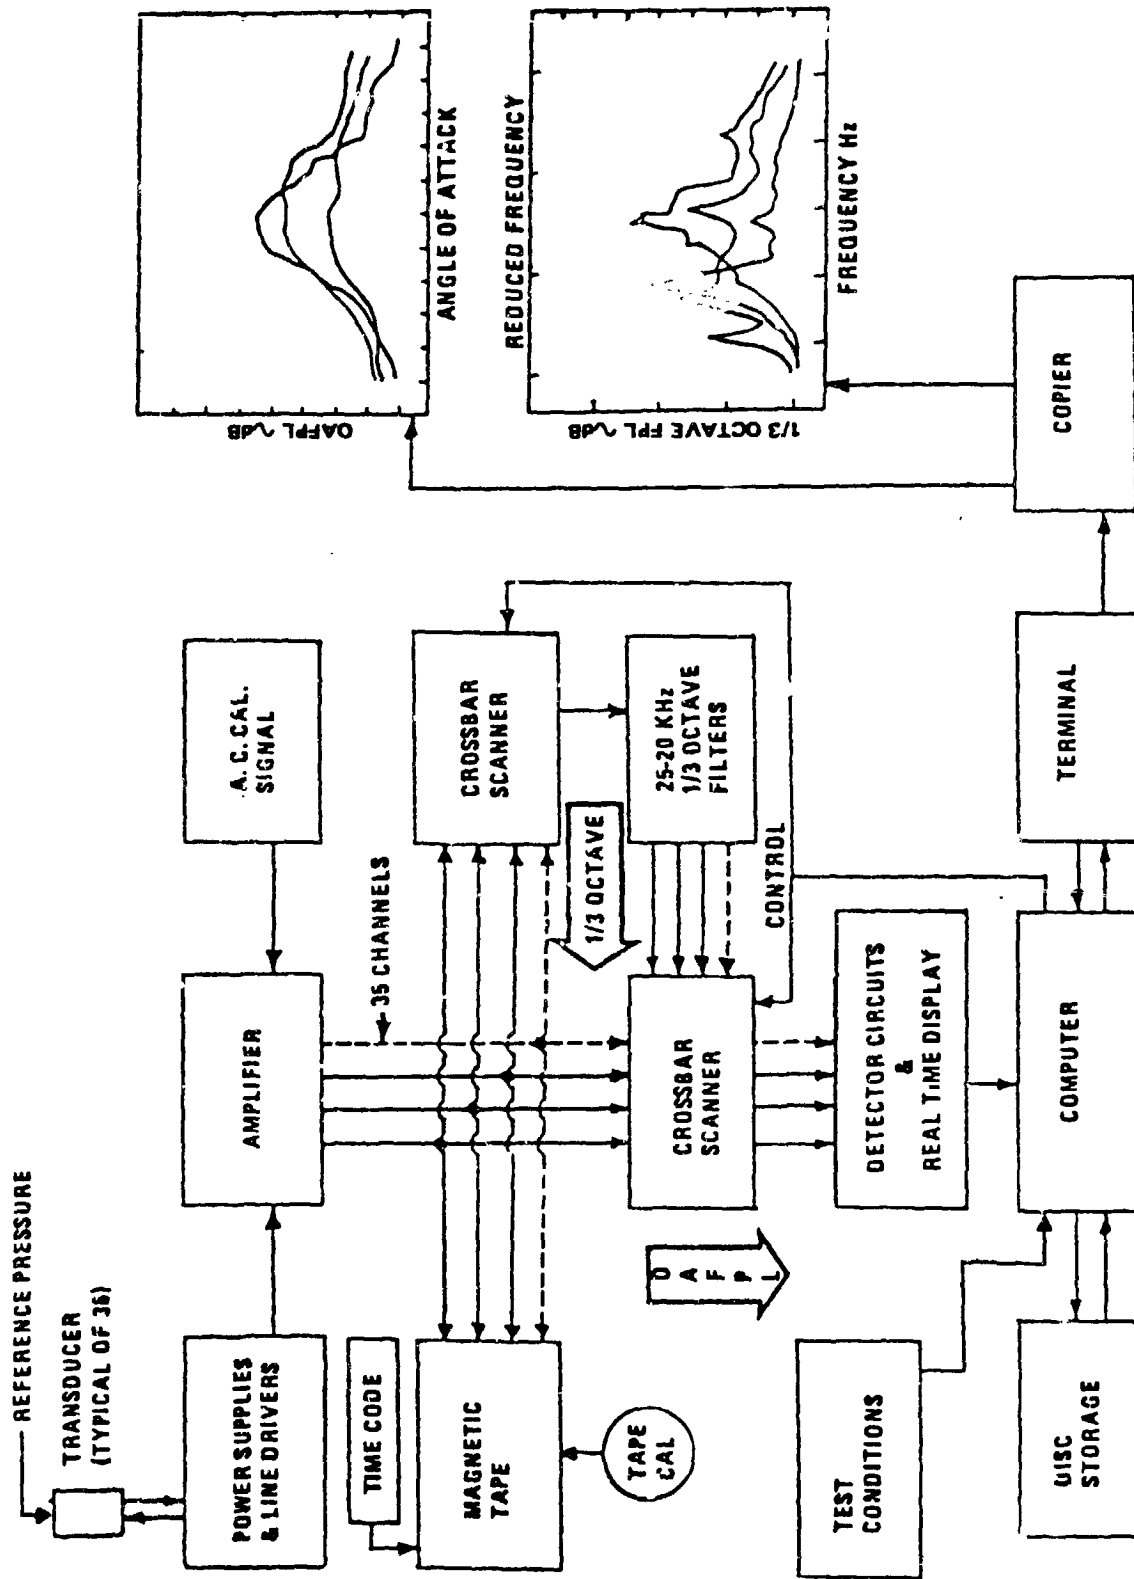 REFERENCE PRESSURE
TRANSDUCER
(TYPICAL OF 36)
POWER SUPPLIES
& LINE DRIVERS
AMPLIFIER
A. C. CAL.
SIGNAL
TIME CODE
35 CHANNELS
MAGNETIC
TAPE
CROSSBAR
SCANNER
TAPE
CAL
1/3 OCTAVE
25-20 KHz
1/3 OCTAVE
FILTERS
CROSSBAR
SCANNER
OAFPL
CONTROL
TEST
CONDITIONS
DETECTOR CIRCUITS
&
REAL TIME DISPLAY
DISC
STORAGE
COMPUTER
TERMINAL
COPIER
OAFPL ~dB
ANGLE OF ATTACK
REDUCED FREQUENCY
1/3 OCTAVE FPL ~dB
FREQUENCY Hz